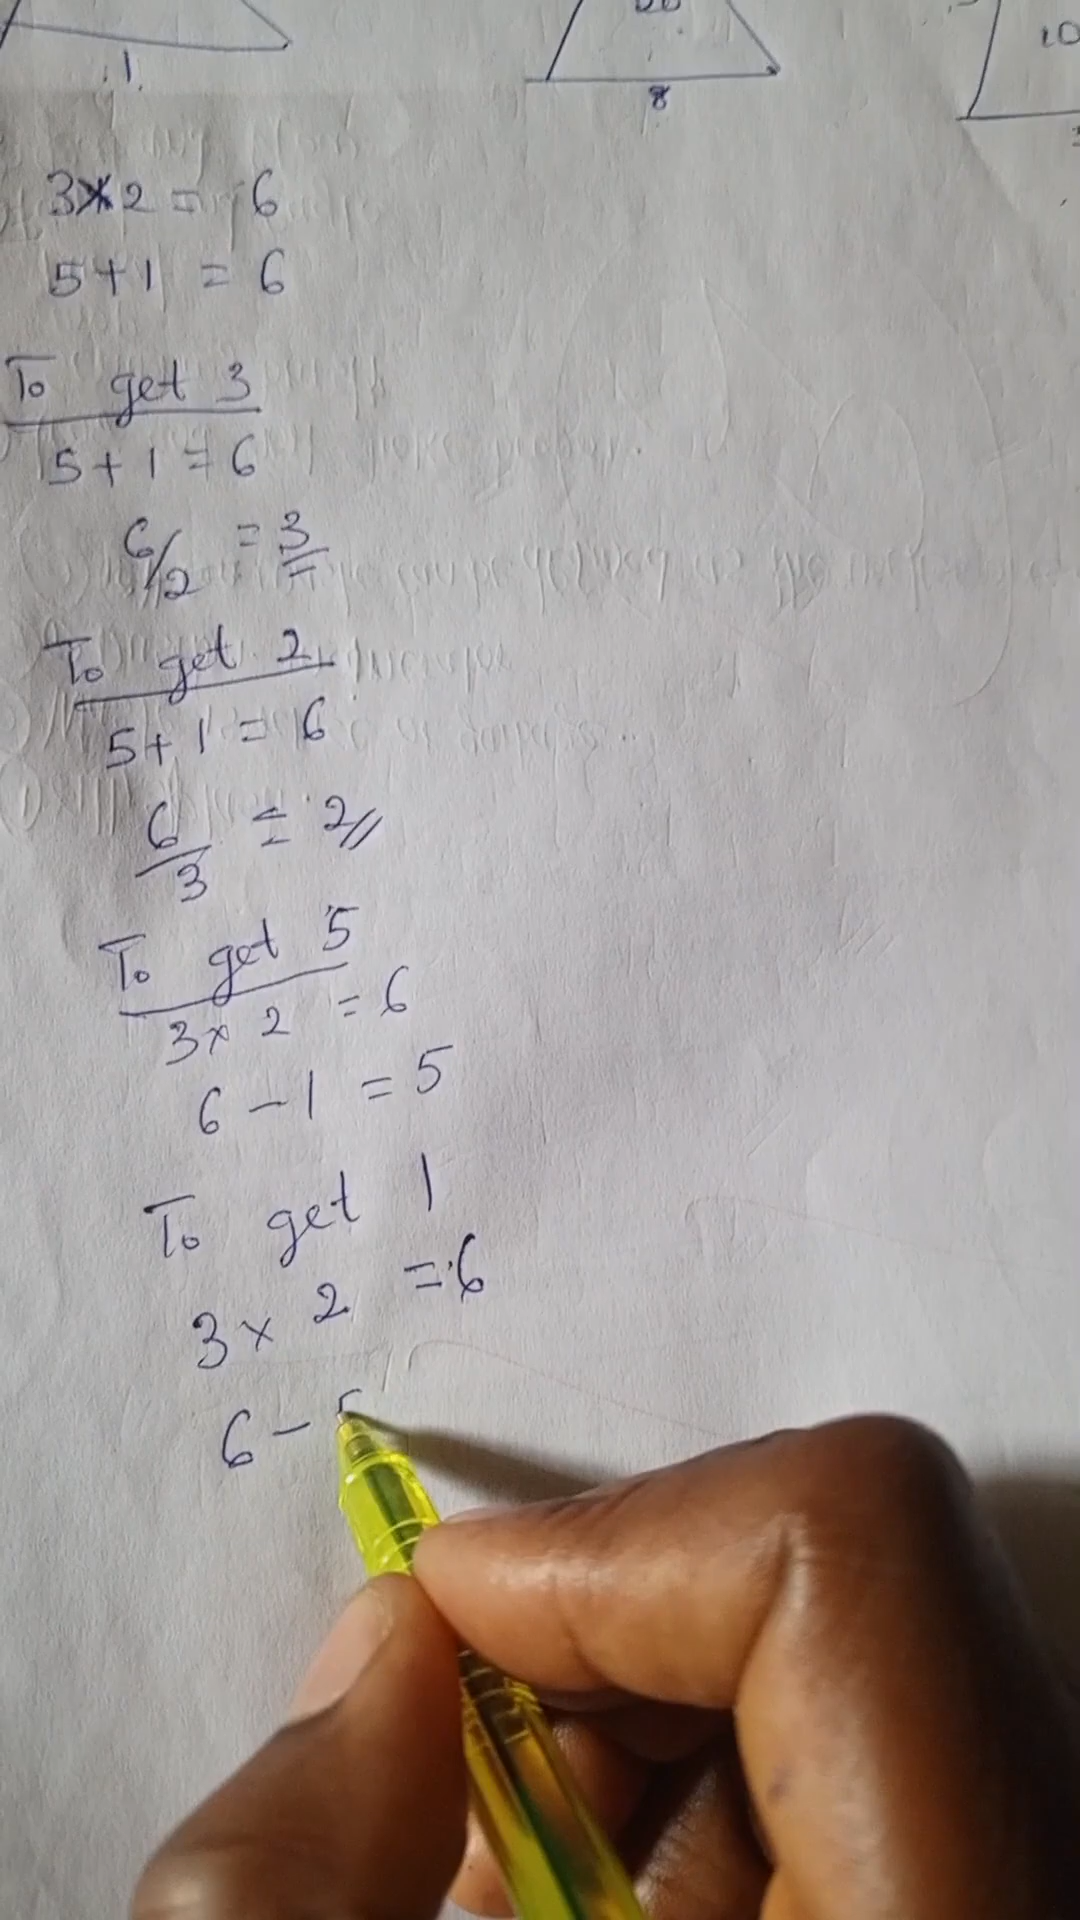 1
8
10
3×2 = 6
5+1 = 6
To get 3
5+1 = 6
6/2 = 3
To get 2
5+1 = 6
6/3 = 2
To get 5
3×2 = 6
6-1 = 5
To get 1
3×2 = 6
6-5